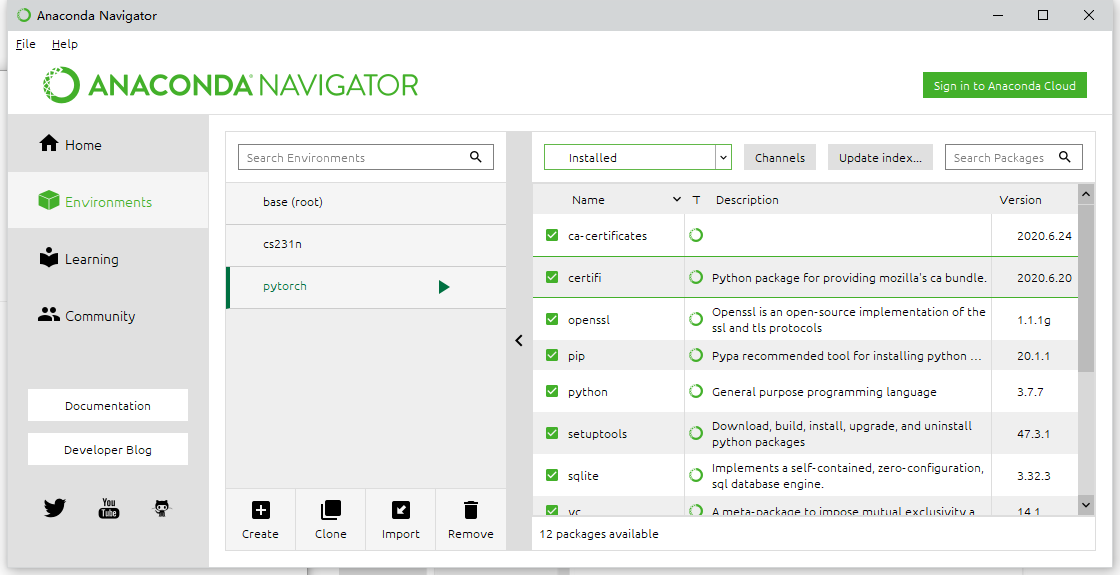 Anaconda Navigator
File Help
ANACONDA NAVIGATOR
Sign in to Anaconda Cloud
Home
Environments
Learning
Community
Documentation
Developer Blog
You
Tube
Search Environments
base (root)
cs231n
pytorch
Create Clone Import Remove
Installed Channels Update index... Search Packages
Name T Description Version
ca-certificates 2020.6.24
certifi Python package for providing mozilla's ca bundle. 2020.6.20
openssl Openssl is an open-source implementation of the 1.1.1g
ssl and tls protocols
pip Pypa recommended tool for installing python ... 20.1.1
python General purpose programming language 3.7.7
setuptools Download, build, install, upgrade, and uninstall 47.3.1
python packages
sqlite Implements a self-contained, zero-configuration, 3.32.3
sql database engine.
vc A meta-package to impose mutual exclusivity a 14.1
12 packages available